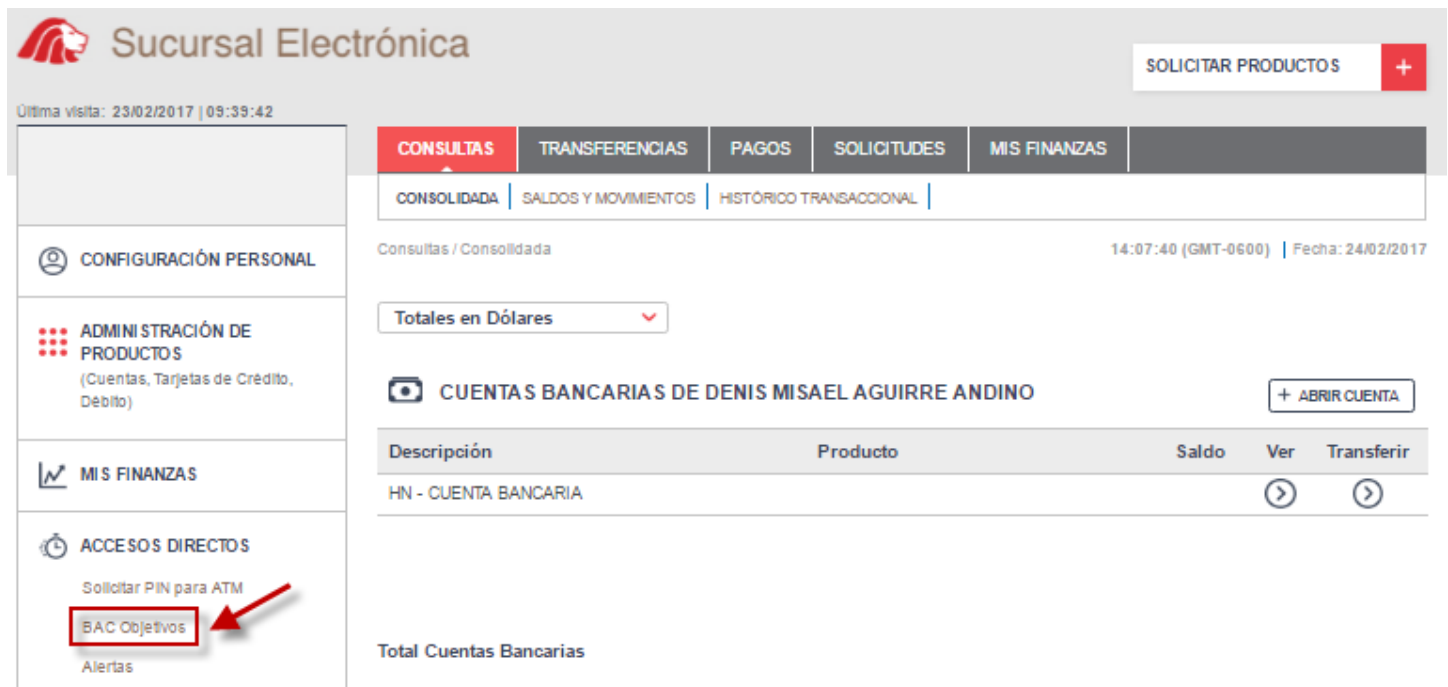 Sucursal Electrónica
SOLICITAR PRODUCTOS +
Última visita: 23/02/2017 | 09:39:42
CONSULTAS TRANSFERENCIAS PAGOS SOLICITUDES MIS FINANZAS
CONSOLIDADA SALDOS Y MOVIMIENTOS HISTÓRICO TRANSACCIONAL
Consultas / Consolidada
14:07:40 (GMT-0600) Fecha: 24/02/2017
CONFIGURACIÓN PERSONAL
ADMINISTRACIÓN DE
PRODUCTOS
(Cuentas, Tarjetas de Crédito,
Débito)
MIS FINANZAS
ACCESOS DIRECTOS
Solicitar PIN para ATM
BAC Objetivos
Alertas
Totales en Dólares
CUENTAS BANCARIAS DE DENIS MISAEL AGUIRRE ANDINO
+ ABRIR CUENTA
Descripción Producto Saldo Ver Transferir
HN - CUENTA BANCARIA
Total Cuentas Bancarias